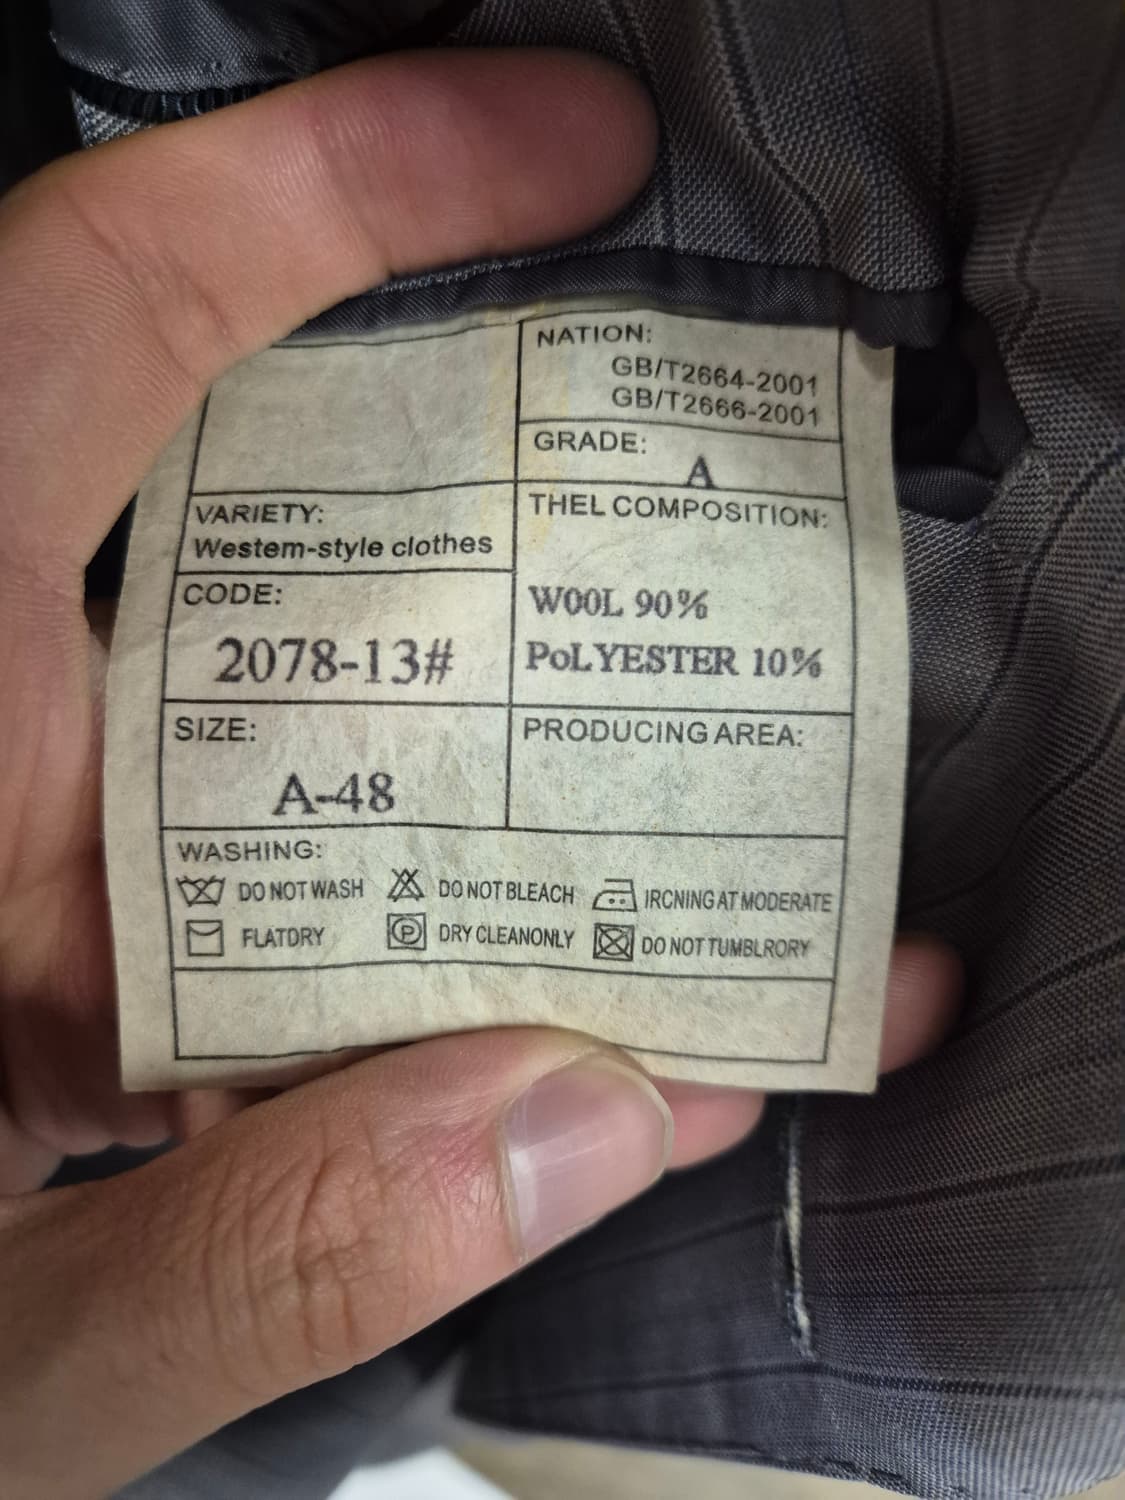 NATION:
GB/T2664-2001
GB/T2666-2001
GRADE:
A
VARIETY:
Westem-style clothes
THEL COMPOSITION:
WOOL 90%
PoLYESTER 10%
CODE:
2078-13#
SIZE:
A-48
PRODUCING AREA:
WASHING:
DO NOT WASH DO NOT BLEACH IRCNING AT MODERATE
FLATDRY P DRY CLEANONLY DO NOT TUMBLRORY